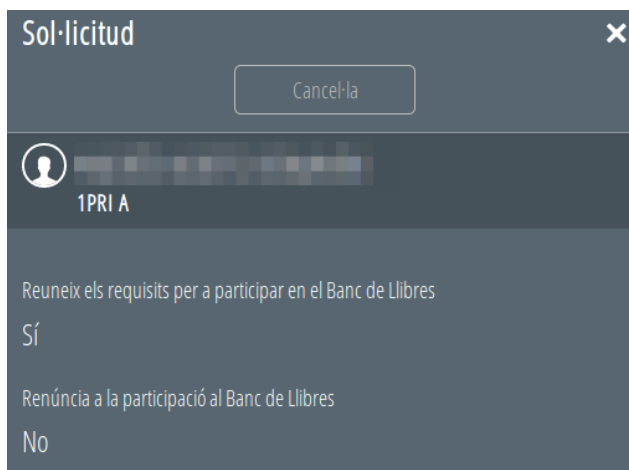 Sol·licitud
Cancel·la
1PRI A
Reuneix els requisits per a participar en el Banc de Llibres
Sí
Renúncia a la participació al Banc de Llibres
No